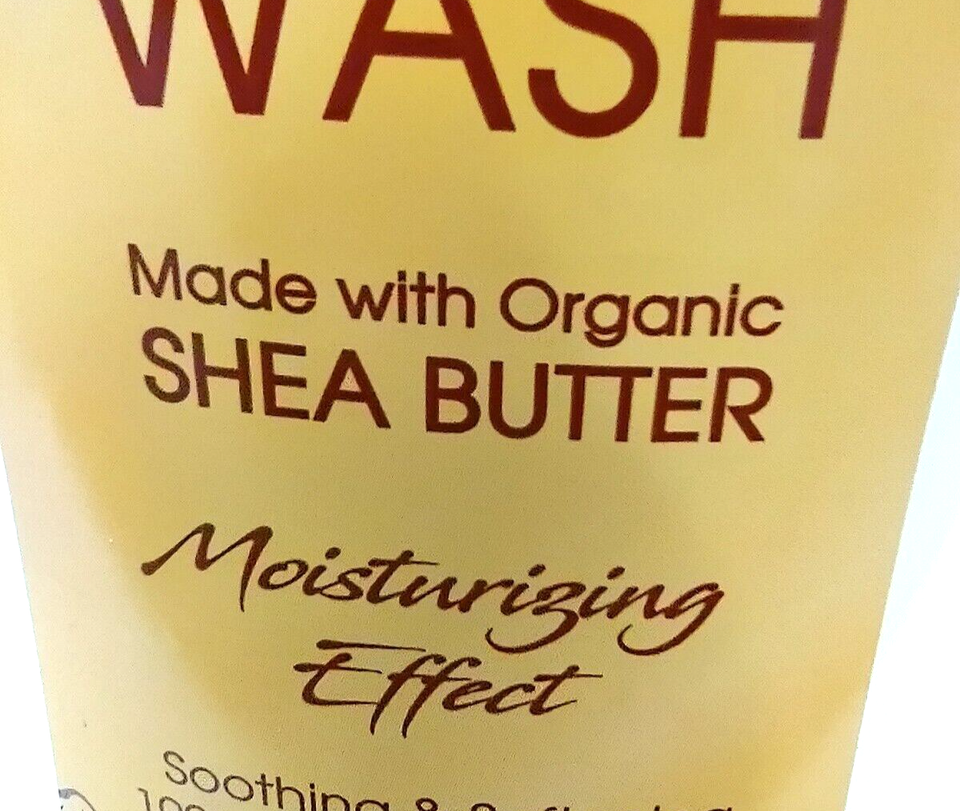 WASH
Made with Organic
SHEA BUTTER
Moisturizing
Effect
Soothing &